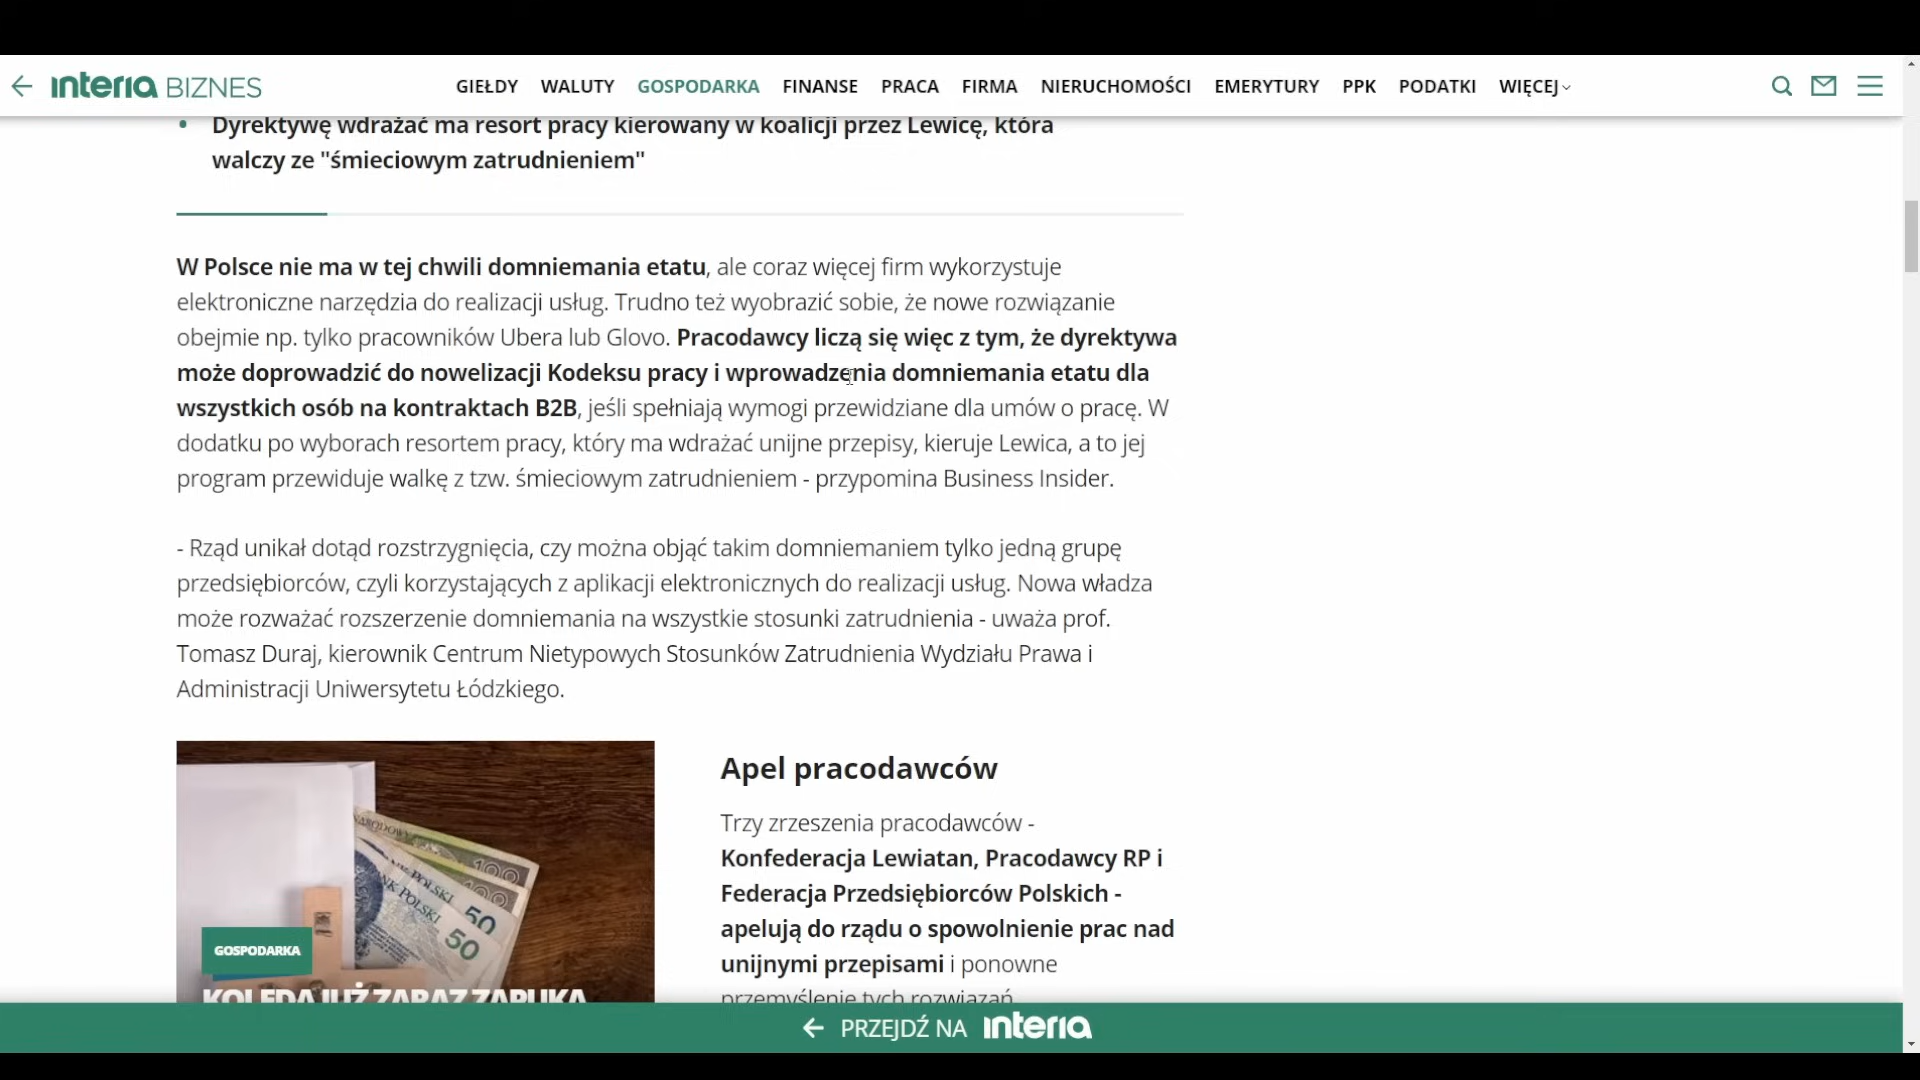 interia BIZNES
GIEŁDY WALUTY GOSPODARKA FINANSE PRACA FIRMA NIERUCHOMOŚCI EMERYTURY PPK PODATKI WIĘCEJ
Dyrektywę wdrażać ma resort pracy kierowany w koalicji przez Lewicę, która
walczy ze "śmieciowym zatrudnieniem"
W Polsce nie ma w tej chwili domniemania etatu, ale coraz więcej firm wykorzystuje
elektroniczne narzędzia do realizacji usług. Trudno też wyobrazić sobie, że nowe rozwiązanie
obejmie np. tylko pracowników Ubera lub Glovo. Pracodawcy liczą się więc z tym, że dyrektywa
może doprowadzić do nowelizacji Kodeksu pracy i wprowadzenia domniemania etatu dla
wszystkich osób na kontraktach B2B, jeśli spełniają wymogi przewidziane dla umów o pracę. W
dodatku po wyborach resortem pracy, który ma wdrażać unijne przepisy, kieruje Lewica, a to jej
program przewiduje walkę z tzw. śmieciowym zatrudnieniem - przypomina Business Insider.
- Rząd unikał dotąd rozstrzygnięcia, czy można objąć takim domniemaniem tylko jedną grupę
przedsiębiorców, czyli korzystających z aplikacji elektronicznych do realizacji usług. Nowa władza
może rozważać rozszerzenie domniemania na wszystkie stosunki zatrudnienia - uważa prof.
Tomasz Duraj, kierownik Centrum Nietypowych Stosunków Zatrudnienia Wydziału Prawa i
Administracji Uniwersytetu Łódzkiego.
GOSPODARKA
Apel pracodawców
Trzy zrzeszenia pracodawców -
Konfederacja Lewiatan, Pracodawcy RP i
Federacja Przedsiębiorców Polskich -
apelują do rządu o spowolnienie prac nad
unijnymi przepisami i ponowne
przemyślenie tych rozwiązań
PRZEJDŹ NA interia